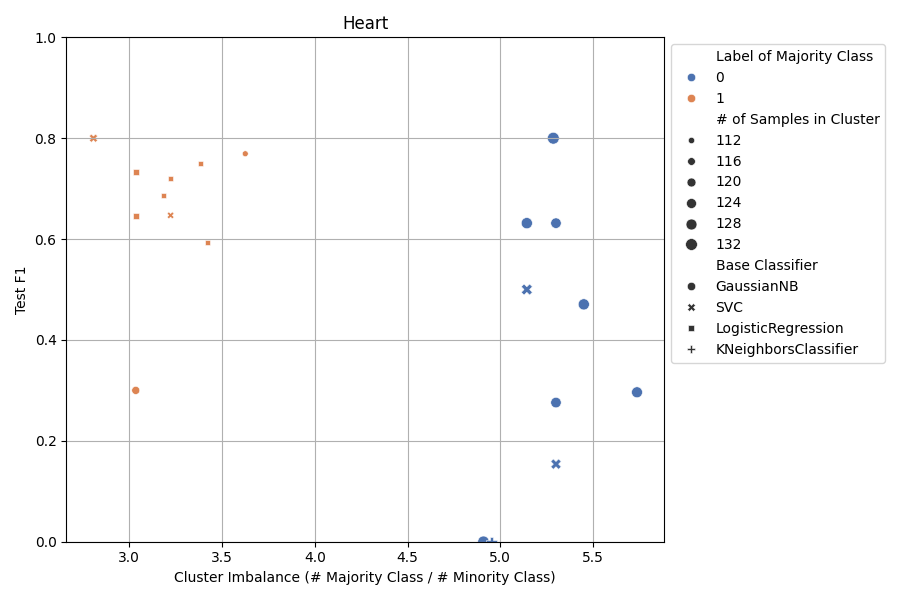 Heart
1.0
0.8
0.6
0.4
0.2
0.0
Test F1
3.0 3.5 4.0 4.5 5.0 5.5
Cluster Imbalance (# Majority Class / # Minority Class)
Label of Majority Class
0
1
# of Samples in Cluster
112
116
120
124
128
132
Base Classifier
GaussianNB
SVC
LogisticRegression
KNeighborsClassifier